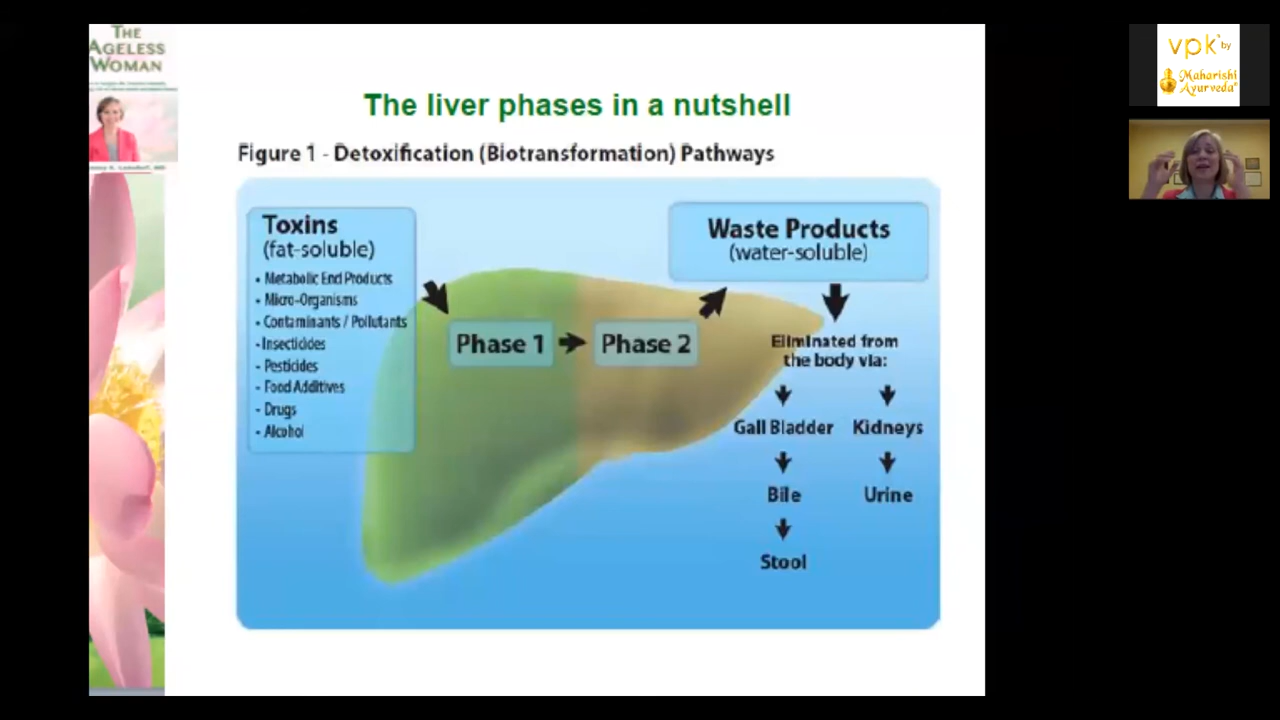 THE
AGELESS
WOMAN
The liver phases in a nutshell
Figure 1 - Detoxification (Biotransformation) Pathways
Toxins
(fat-soluble)
• Metabolic End Products
• Micro-Organisms
• Contaminants / Pollutants
- Insecticides
- Pesticides
- Food Additives
- Drugs
- Alcohol
Phase 1
Phase 2
Waste Products
(water-soluble)
Eliminated from
the body via:
Gall Bladder
Kidneys
Bile
Urine
Stool
vpk® by
Maharishi
Ayurveda®